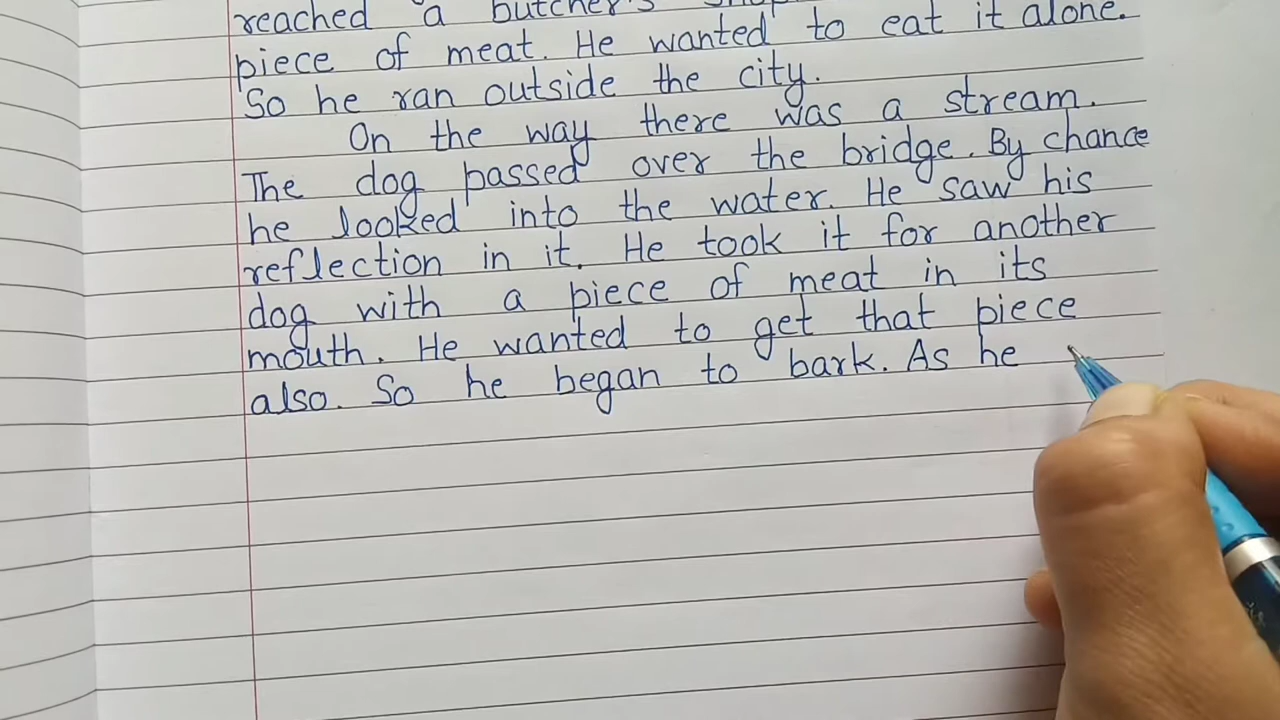 reached a butcher's
piece of meat. He wanted to eat it alone.
So he ran outside the city.
On the way there was a stream.
The dog passed over the bridge. By chance
he looked into the water. He saw his
reflection in it. He took it for another
dog with a piece of meat in its
mouth. He wanted to get that piece
also. So he began to bark. As he